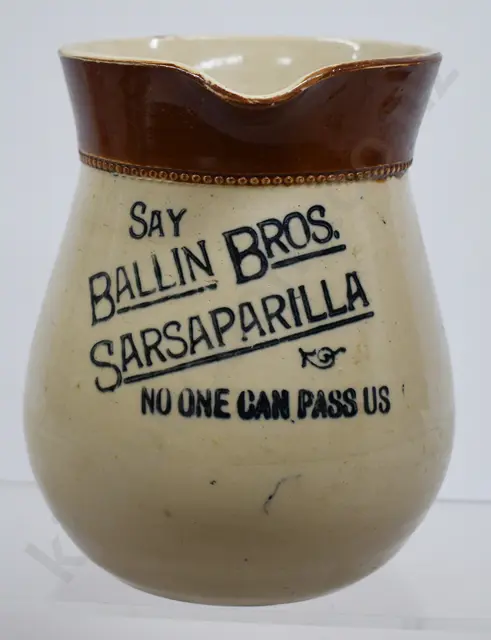 SAY
BALLIN BROS.
SARSAPARILLA
NO ONE CAN PASS US